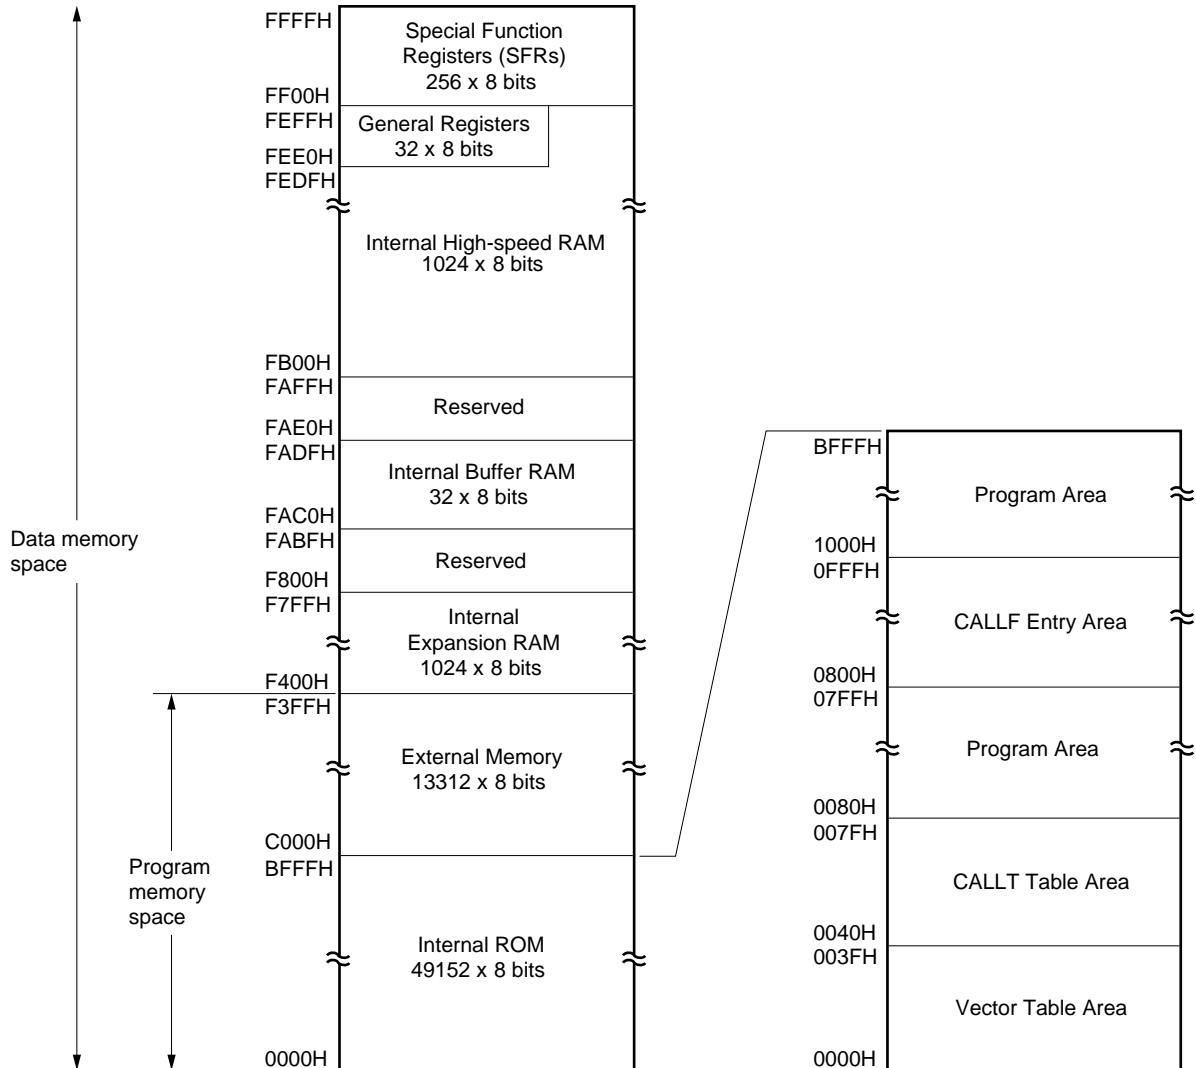 FFFFH
Special Function
Registers (SFRs)
256 x 8 bits
FF00H
FEFFH
General Registers
32 x 8 bits
FEE0H
FEDFH
Internal High-speed RAM
1024 x 8 bits
FB00H
FAFFH
Reserved
FAE0H
FADFH
Internal Buffer RAM
32 x 8 bits
FAC0H
FABFH
Reserved
F800H
F7FFH
Internal
Expansion RAM
1024 x 8 bits
F400H
F3FFH
External Memory
13312 x 8 bits
C000H
BFFFH
Internal ROM
49152 x 8 bits
0000H
Data memory
space
Program
memory
space
BFFFH
Program Area
1000H
0FFFH
CALLF Entry Area
0800H
07FFH
Program Area
0080H
007FH
CALLT Table Area
0040H
003FH
Vector Table Area
0000H